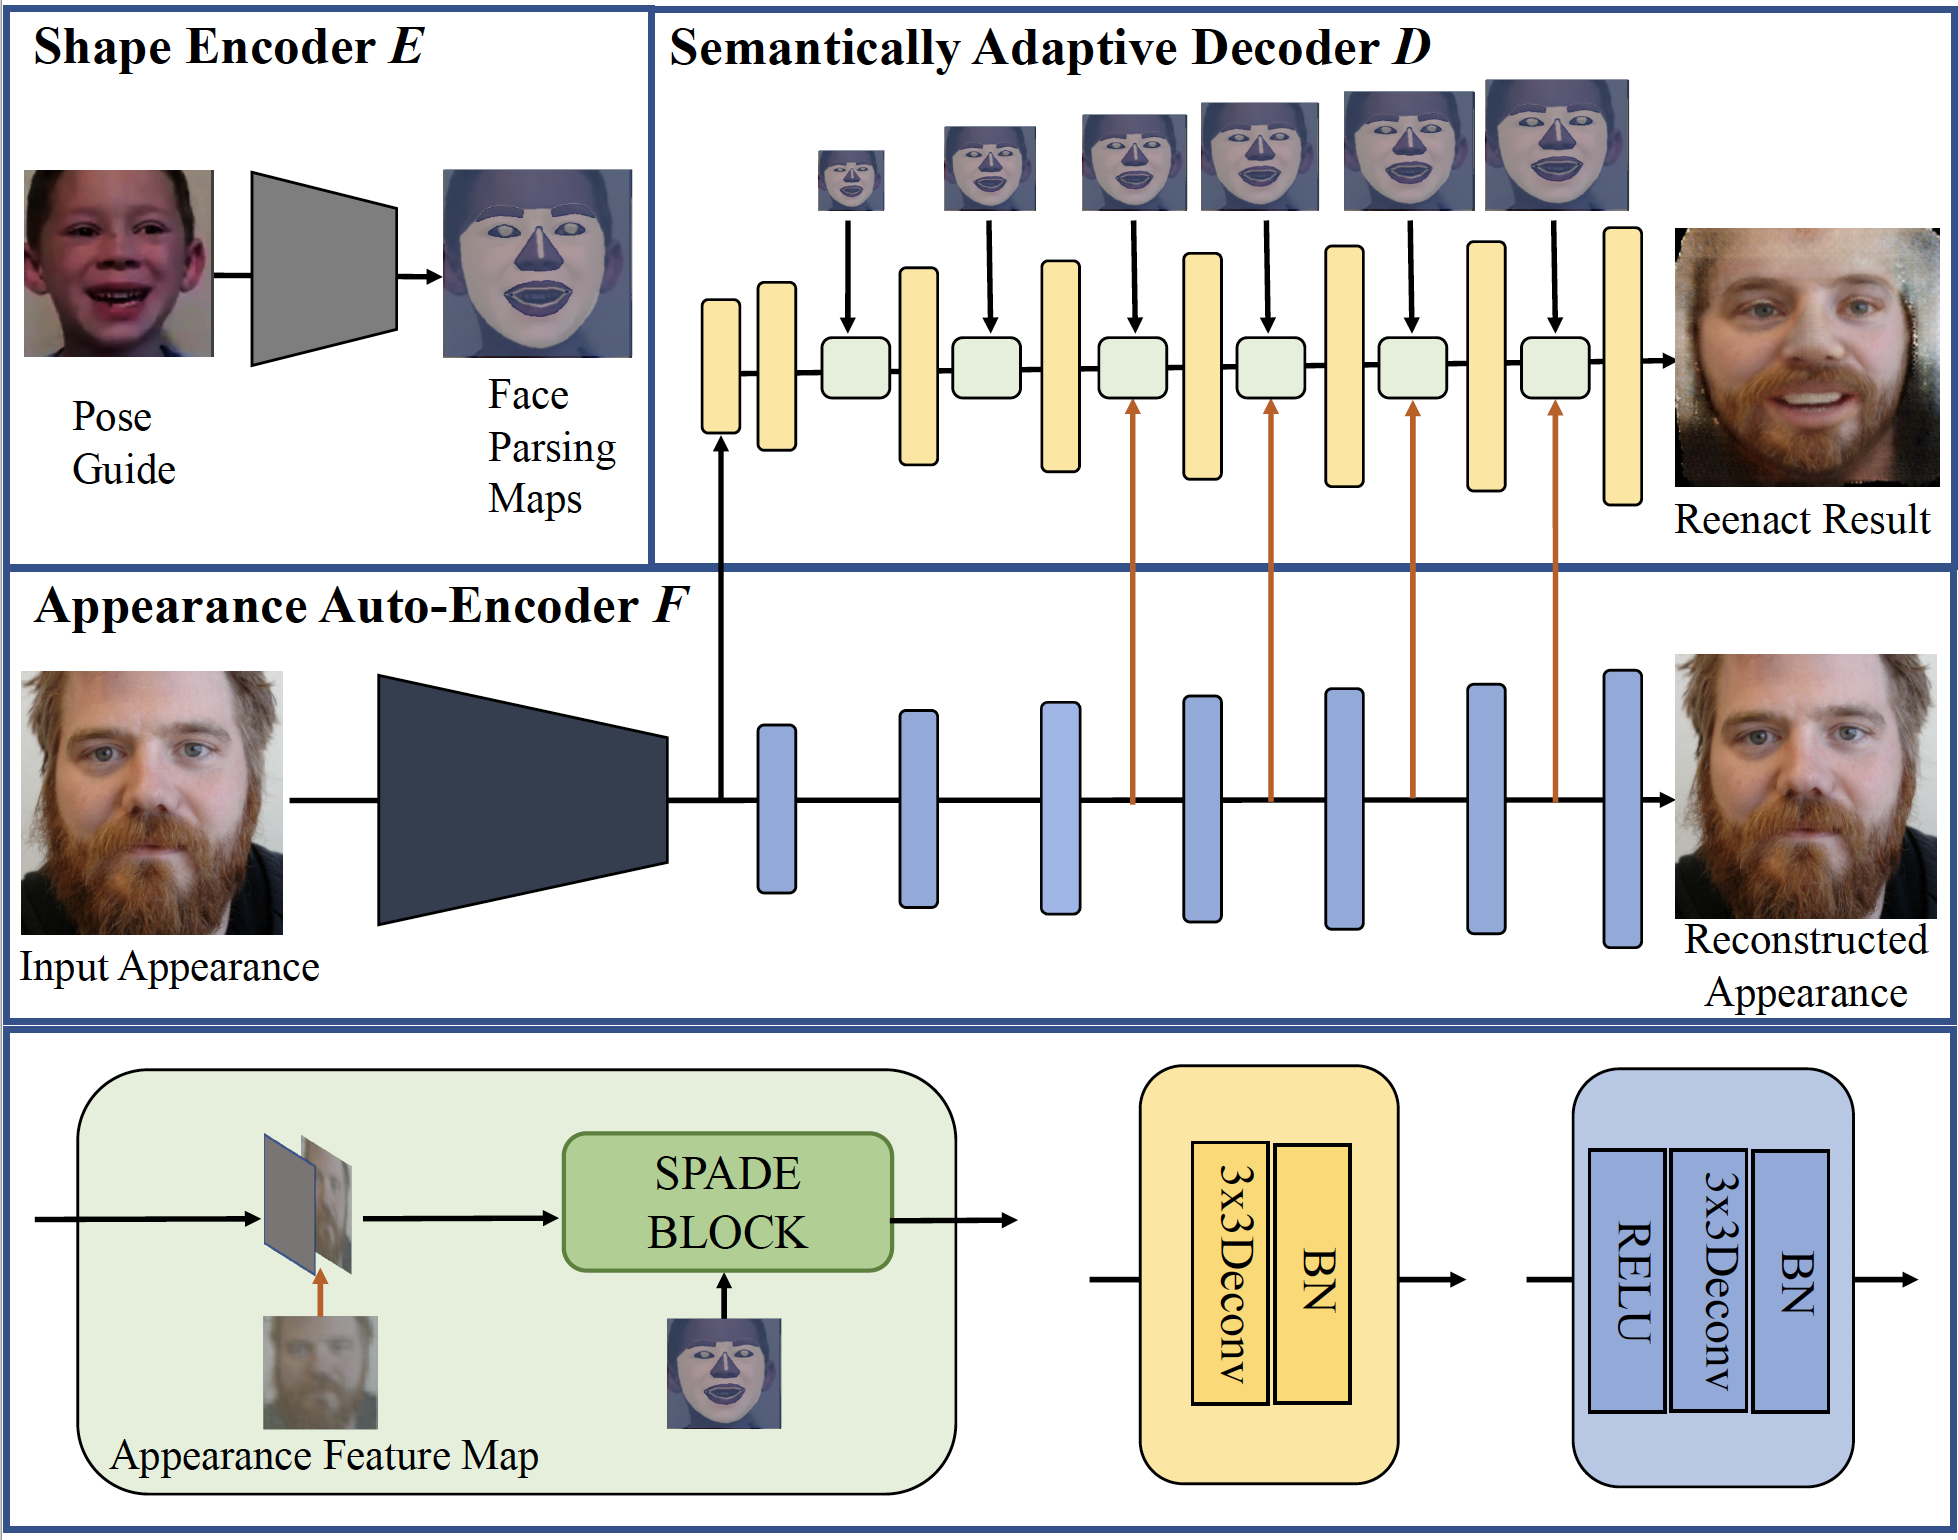 Shape Encoder E
Pose
Guide
Face
Parsing
Maps
Semantically Adaptive Decoder D
Reenact Result
Appearance Auto-Encoder F
Input Appearance
Reconstructed
Appearance
SPADE
BLOCK
Appearance Feature Map
3x3Deconv
BN
RELU
3x3Deconv
BN